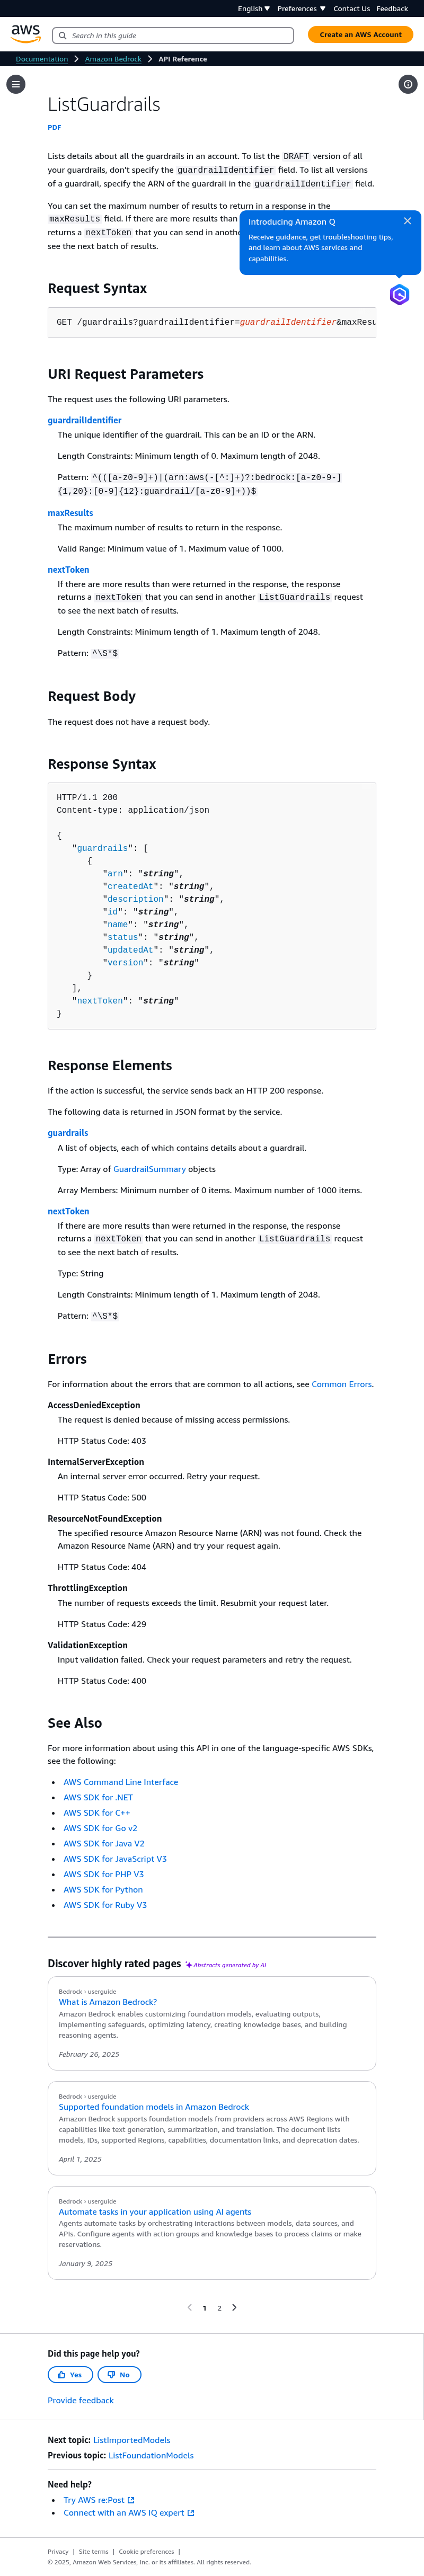 English Preferences Contact Us Feedback
aws
Search in this guide
Create an AWS Account
Documentation Amazon Bedrock API Reference
ListGuardrails
PDF
Lists details about all the guardrails in an account. To list the DRAFT version of all
your guardrails, don't specify the guardrailIdentifier field. To list all versions
of a guardrail, specify the ARN of the guardrail in the guardrailIdentifier field.
You can set the maximum number of results to return in a response in the
maxResults field. If there are more results than
returns a nextToken that you can send in anothe
see the next batch of results.
Introducing Amazon Q
Receive guidance, get troubleshooting tips,
and learn about AWS services and
capabilities.
Request Syntax
GET /guardrails?guardrailIdentifier=guardrailIdentifier&maxResu
URI Request Parameters
The request uses the following URI parameters.
guardrailIdentifier
The unique identifier of the guardrail. This can be an ID or the ARN.
Length Constraints: Minimum length of 0. Maximum length of 2048.
Pattern: ^(([a-z0-9]+)|(arn:aws(-[^:]+)?:bedrock:[a-z0-9-]
{1,20}:[0-9]{12}:guardrail/[a-z0-9]+))$
maxResults
The maximum number of results to return in the response.
Valid Range: Minimum value of 1. Maximum value of 1000.
nextToken
If there are more results than were returned in the response, the response
returns a nextToken that you can send in another ListGuardrails request
to see the next batch of results.
Length Constraints: Minimum length of 1. Maximum length of 2048.
Pattern: ^\S*$
Request Body
The request does not have a request body.
Response Syntax
HTTP/1.1 200
Content-type: application/json
{
"guardrails": [
{
"arn": "string",
"createdAt": "string",
"description": "string",
"id": "string",
"name": "string",
"status": "string",
"updatedAt": "string",
"version": "string"
}
],
"nextToken": "string"
}
Response Elements
If the action is successful, the service sends back an HTTP 200 response.
The following data is returned in JSON format by the service.
guardrails
A list of objects, each of which contains details about a guardrail.
Type: Array of GuardrailSummary objects
Array Members: Minimum number of 0 items. Maximum number of 1000 items.
nextToken
If there are more results than were returned in the response, the response
returns a nextToken that you can send in another ListGuardrails request
to see the next batch of results.
Type: String
Length Constraints: Minimum length of 1. Maximum length of 2048.
Pattern: ^\S*$
Errors
For information about the errors that are common to all actions, see Common Errors.
AccessDeniedException
The request is denied because of missing access permissions.
HTTP Status Code: 403
InternalServerException
An internal server error occurred. Retry your request.
HTTP Status Code: 500
ResourceNotFoundException
The specified resource Amazon Resource Name (ARN) was not found. Check the
Amazon Resource Name (ARN) and try your request again.
HTTP Status Code: 404
ThrottlingException
The number of requests exceeds the limit. Resubmit your request later.
HTTP Status Code: 429
ValidationException
Input validation failed. Check your request parameters and retry the request.
HTTP Status Code: 400
See Also
For more information about using this API in one of the language-specific AWS SDKs,
see the following:
• AWS Command Line Interface
• AWS SDK for .NET
• AWS SDK for C++
• AWS SDK for Go v2
• AWS SDK for Java V2
• AWS SDK for JavaScript V3
• AWS SDK for PHP V3
• AWS SDK for Python
• AWS SDK for Ruby V3
Discover highly rated pages Abstracts generated by AI
Bedrock › userguide
What is Amazon Bedrock?
Amazon Bedrock enables customizing foundation models, evaluating outputs,
implementing safeguards, optimizing latency, creating knowledge bases, and building
reasoning agents.
February 26, 2025
Bedrock › userguide
Supported foundation models in Amazon Bedrock
Amazon Bedrock supports foundation models from providers across AWS Regions with
capabilities like text generation, summarization, and translation. The document lists
models, IDs, supported Regions, capabilities, documentation links, and deprecation dates.
April 1, 2025
Bedrock › userguide
Automate tasks in your application using AI agents
Agents automate tasks by orchestrating interactions between models, data sources, and
APIs. Configure agents with action groups and knowledge bases to process claims or make
reservations.
January 9, 2025
1 2
Did this page help you?
Yes No
Provide feedback
Next topic: ListImportedModels
Previous topic: ListFoundationModels
Need help?
• Try AWS re:Post
• Connect with an AWS IQ expert
Privacy | Site terms | Cookie preferences |
© 2025, Amazon Web Services, Inc. or its affiliates. All rights reserved.